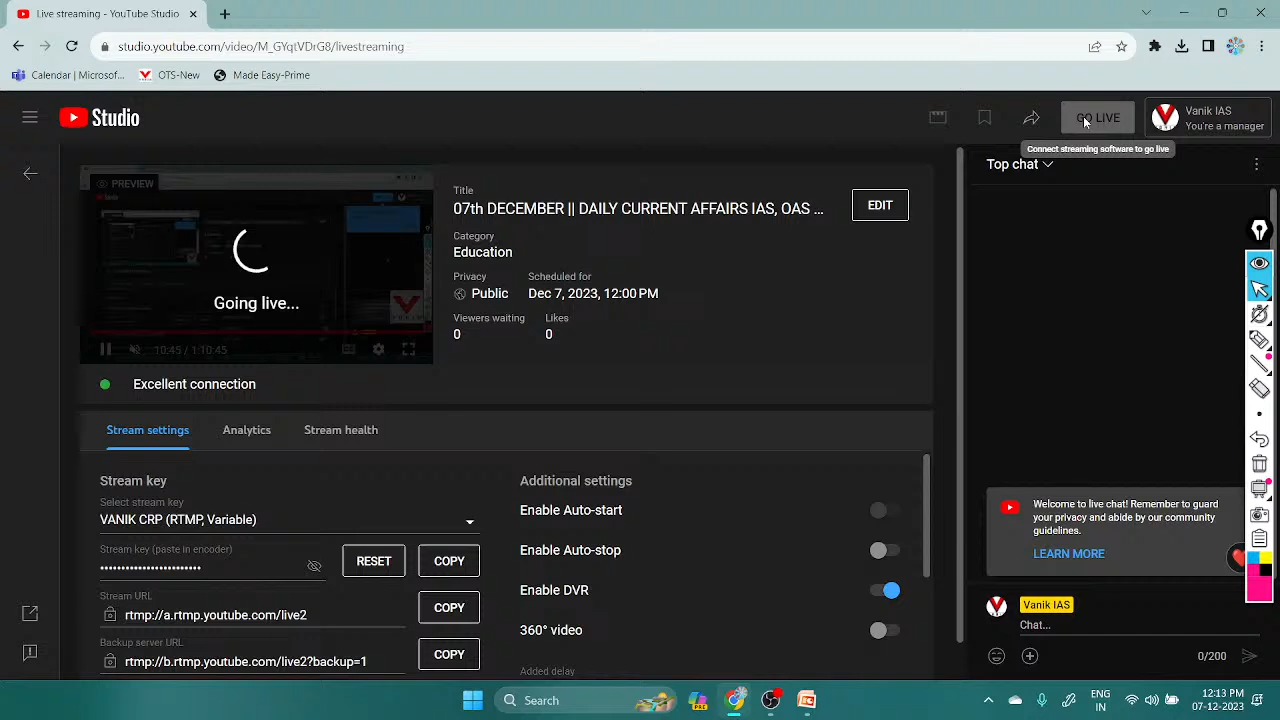 Live streaming - YouTube Studio
studio.youtube.com/video/M_GYqtVDrG8/livestreaming
Calendar | Microsof...
OTS-New
Made Easy-Prime
Studio
GO LIVE
Vanik IAS
You're a manager
Connect streaming software to go live
Top chat
PREVIEW
Going live...
10:45 / 1:10:45
Title
07th DECEMBER || DAILY CURRENT AFFAIRS IAS, OAS ...
EDIT
Category
Education
Privacy
Public
Scheduled for
Dec 7, 2023, 12:00 PM
Viewers waiting
0
Likes
0
Excellent connection
Stream settings
Analytics
Stream health
Stream key
Select stream key
VANIK CRP (RTMP, Variable)
Stream key (paste in encoder)
•••••••••••••••••••••••
RESET
COPY
Stream URL
rtmp://a.rtmp.youtube.com/live2
COPY
Backup server URL
rtmp://b.rtmp.youtube.com/live2?backup=1
COPY
Additional settings
Enable Auto-start
Enable Auto-stop
Enable DVR
360° video
Added delay
Welcome to live chat! Remember to guard
your privacy and abide by our community
guidelines.
LEARN MORE
Vanik IAS
Chat...
0/200
Search
ENG
IN
12:13 PM
07-12-2023